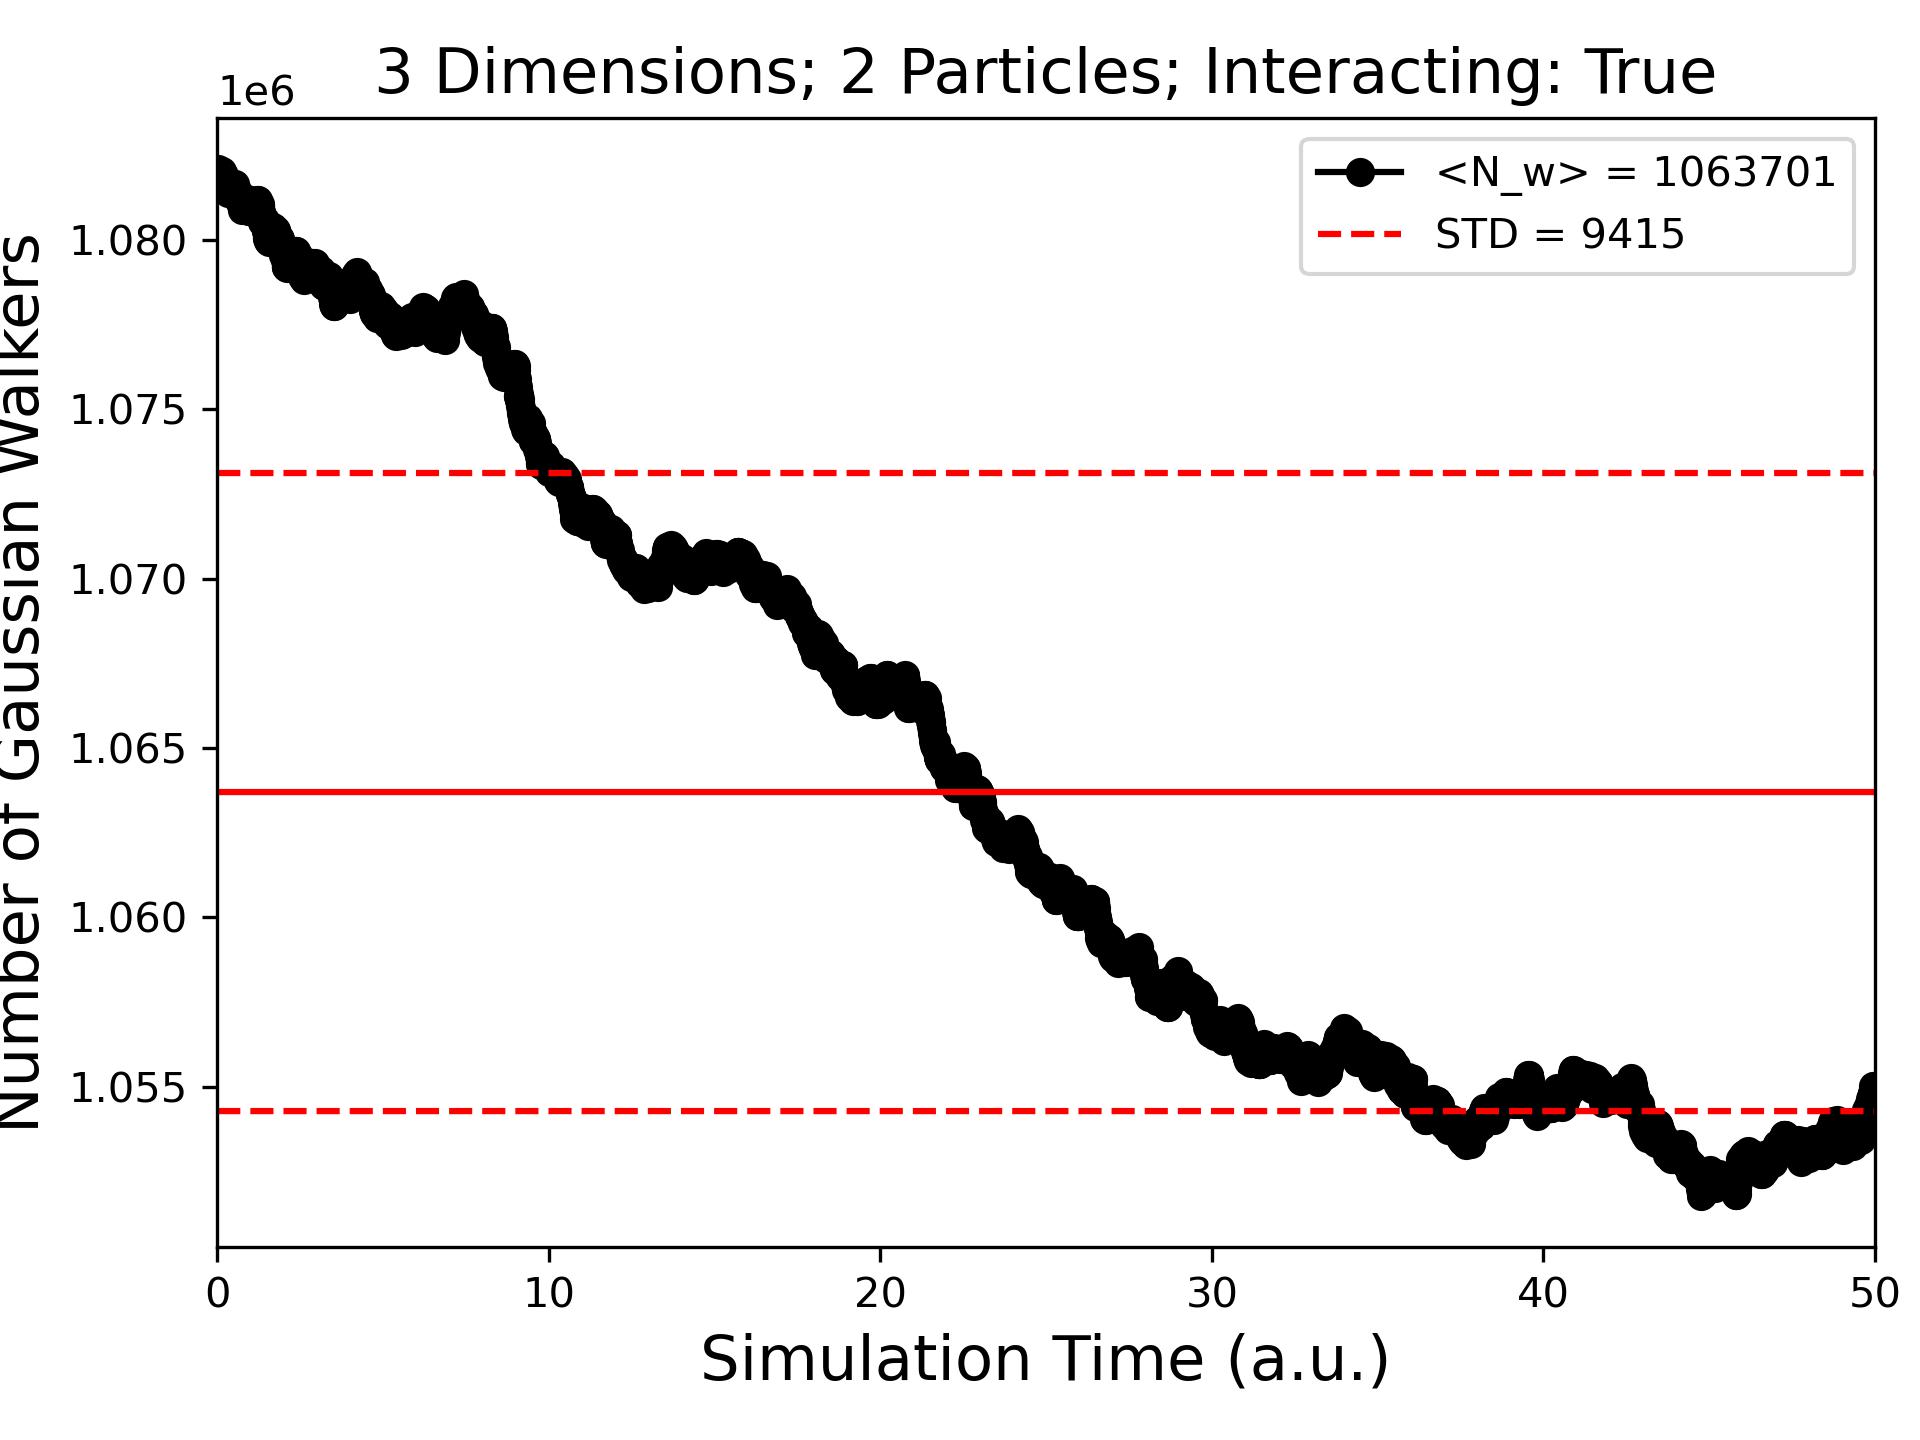 3 Dimensions; 2 Particles; Interacting: True
1e6
<N_w> = 1063701
STD = 9415
Number of Gaussian Walkers
1.080
1.075
1.070
1.065
1.060
1.055
0 10 20 30 40 50
Simulation Time (a.u.)